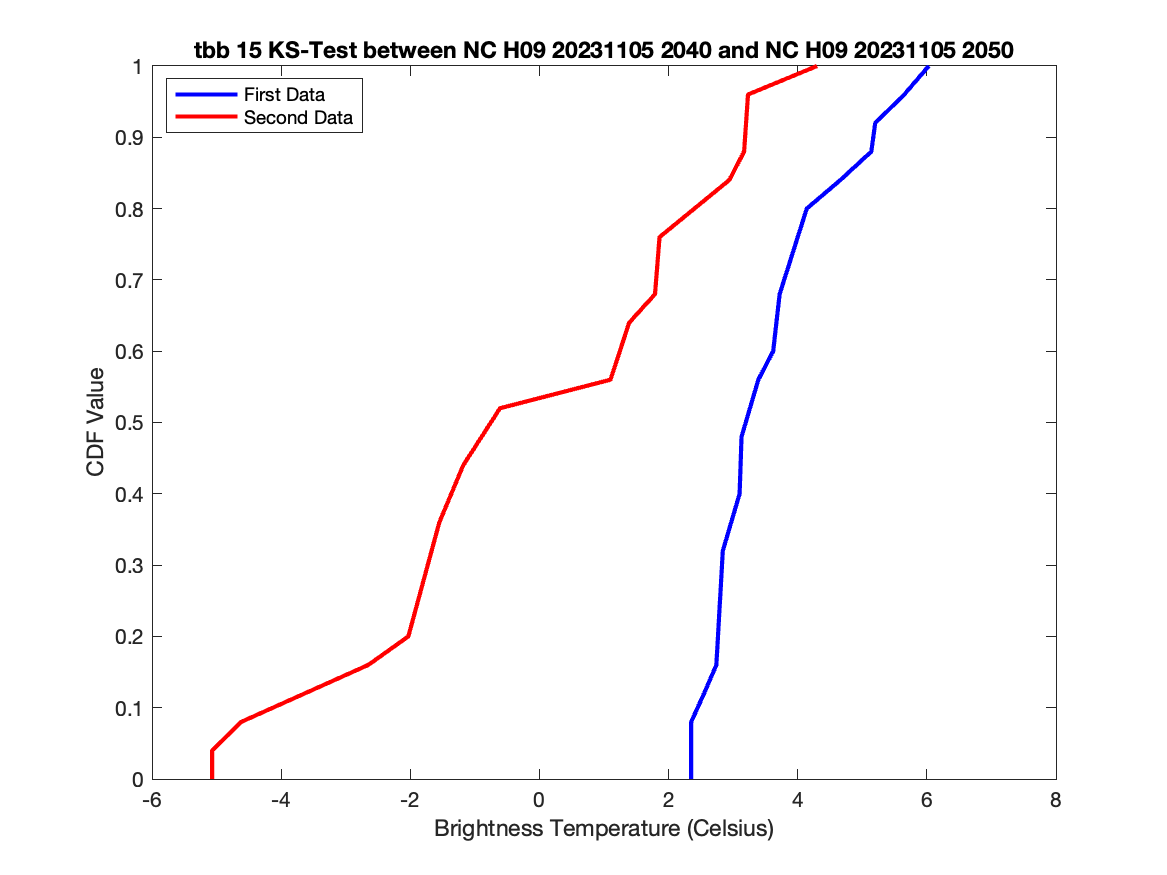 tbb 15 KS-Test between NC H09 20231105 2040 and NC H09 20231105 2050
First Data
Second Data
1
0.9
0.8
0.7
0.6
0.5
0.4
0.3
0.2
0.1
0
CDF Value
-6 -4 -2 0 2 4 6 8
Brightness Temperature (Celsius)